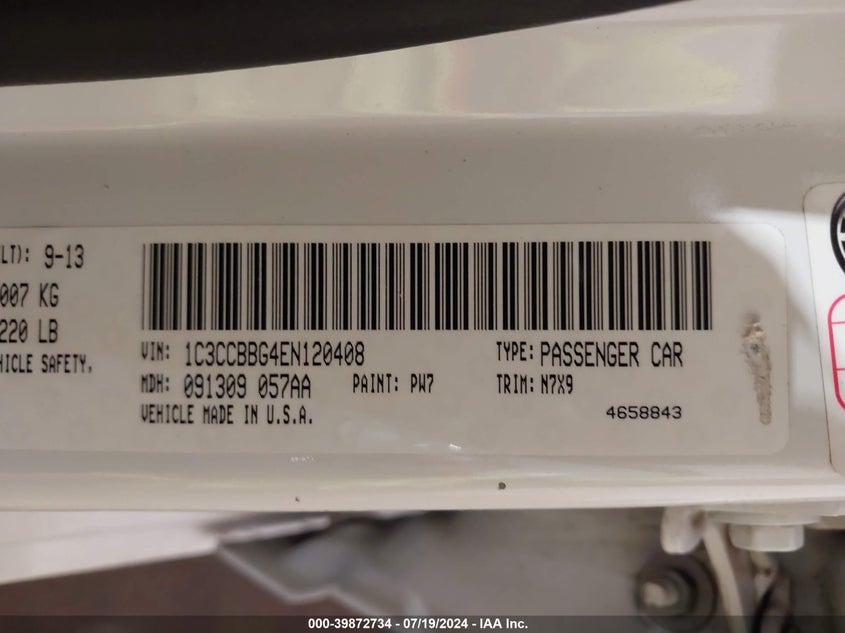 LT): 9-13
007 KG
220 LB
HICLE SAFETY,
VIN: 1C3CCBBG4EN120408
TYPE: PASSENGER CAR
MDH: 091309 057AA
PAINT: PW7
TRIM: N7X9
VEHICLE MADE IN U.S.A.
4658843
000-39872734 - 07/19/2024 - IAA Inc.